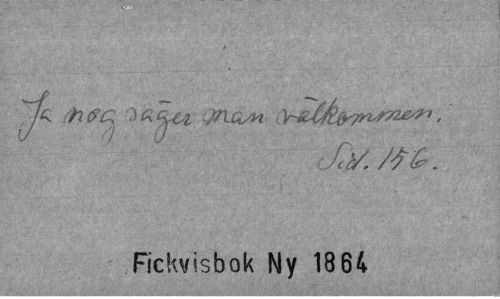 Ja nog säger man välkommen.
Sid. 156.
Fickvisbok Ny 1864